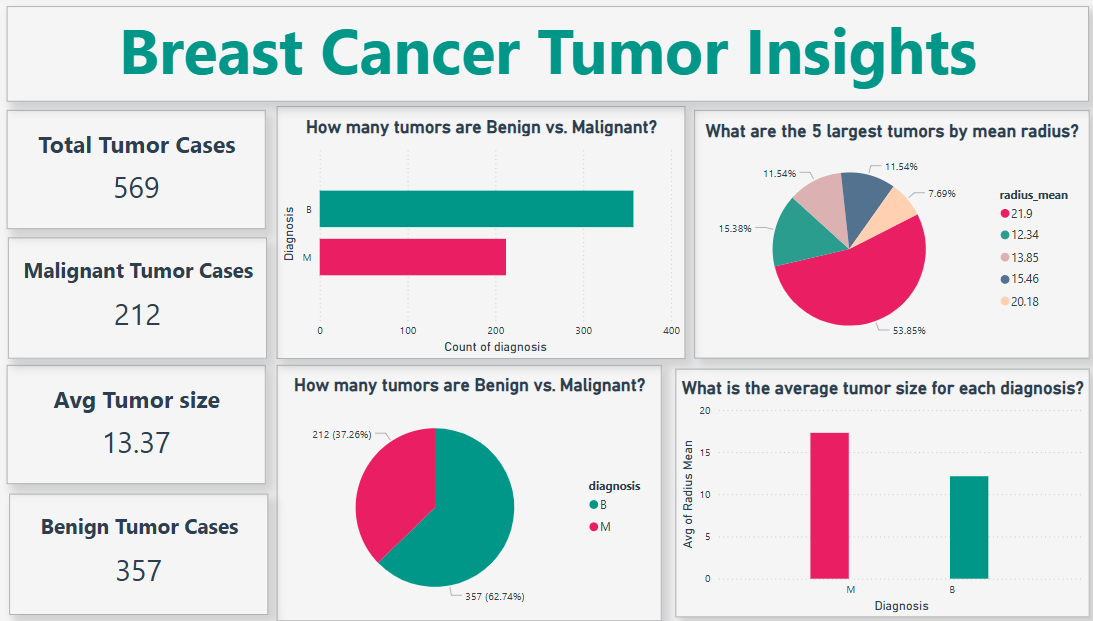 Breast Cancer Tumor Insights
Total Tumor Cases
569
Malignant Tumor Cases
212
Avg Tumor size
13.37
Benign Tumor Cases
357
How many tumors are Benign vs. Malignant?
Diagnosis
B
M
0 100 200 300 400
Count of diagnosis
What are the 5 largest tumors by mean radius?
11.54%
11.54%
7.69%
15.38%
53.85%
radius_mean
21.9
12.34
13.85
15.46
20.18
How many tumors are Benign vs. Malignant?
212 (37.26%)
357 (62.74%)
diagnosis
B
M
What is the average tumor size for each diagnosis?
Avg of Radius Mean
20
15
10
5
0
M B
Diagnosis